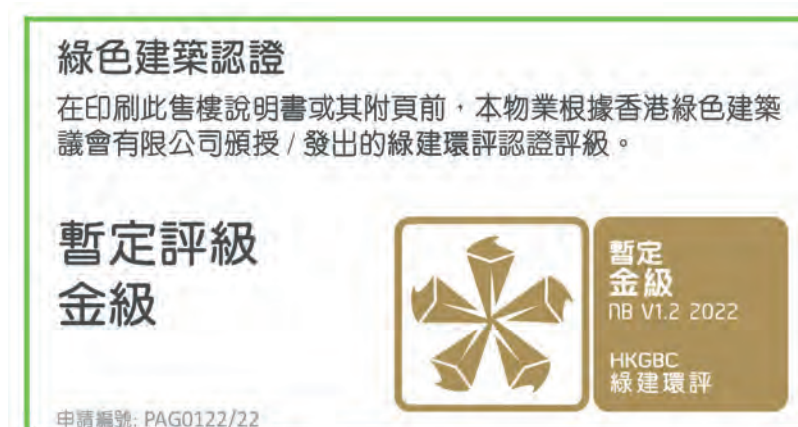 綠色建築認證
在印刷此售樓說明書或其附頁前，本物業根據香港綠色建築
議會有限公司頒授 / 發出的綠建環評認證評級。
暫定評級
金級
暫定
金級
NB V1.2 2022
HKGBC
綠建環評
申請編號: PAG0122/22